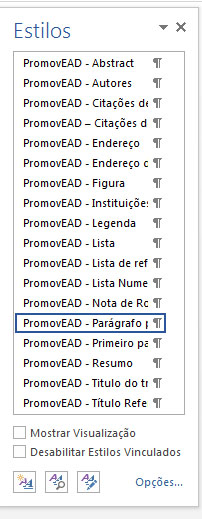 Estilos
PromovEAD - Abstract
PromovEAD - Autores
PromovEAD - Citações de
PromovEAD – Citações d
PromovEAD - Endereço
PromovEAD - Endereço c
PromovEAD - Figura
PromovEAD - Instituições
PromovEAD - Legenda
PromovEAD - Lista
PromovEAD - Lista de ref
PromovEAD - Lista Nume
PromovEAD - Nota de Ro
PromovEAD - Parágrafo p
PromovEAD - Primeiro pa
PromovEAD - Resumo
PromovEAD - Titulo do tr
PromovEAD - Título Refe
Mostrar Visualização
Desabilitar Estilos Vinculados
Opções...